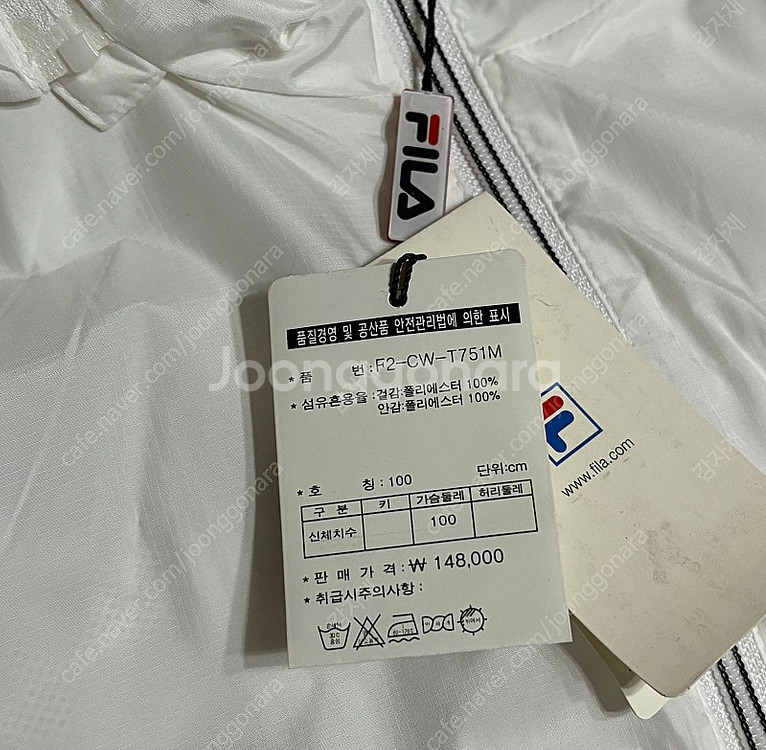 FILA
품질경영 및 공산품 안전관리법에 의한 표시
* 품 번 : F2-CW-T751M
* 섬유혼용율 : 겉감:폴리에스터 100%
안감:폴리에스터 100%
* 호 칭 : 100 단위:cm
구 분 키 가슴둘레 허리둘레
신체치수 100
* 판 매 가 격 : ₩ 148,000
* 취급시주의사항 :
www.fila.com
Joonggonara
cafe.naver.com/joonggonara
감자제